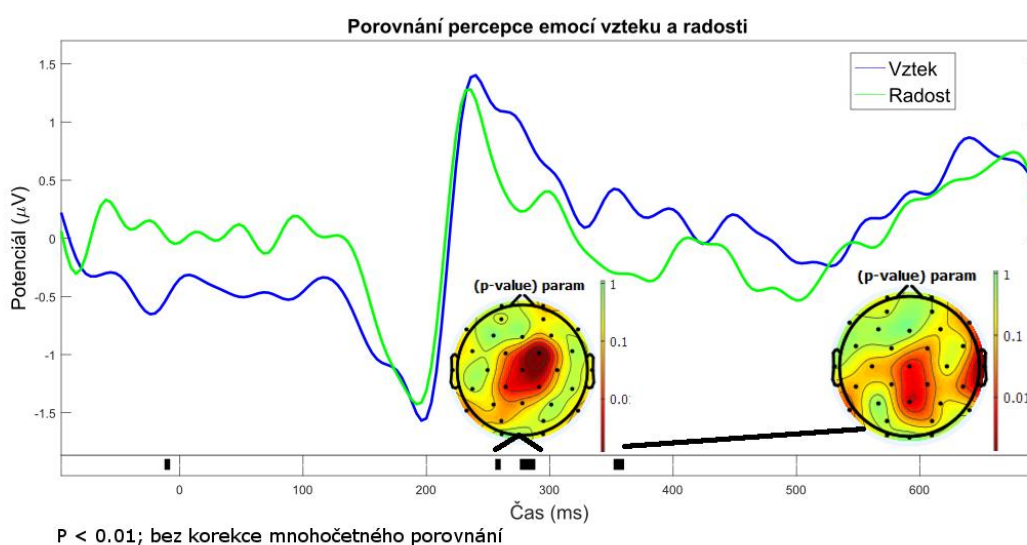 Porovnání percepce emocí vzteku a radosti
Potenciál (μV)
1.5
1
0.5
0
-0.5
-1
-1.5
Vztek
Radost
(p-value) param
1
0.1
0.01
(p-value) param
1
0.1
0.01
0
100
200
300
400
500
600
Čas (ms)
P < 0.01; bez korekce mnohočetného porovnání